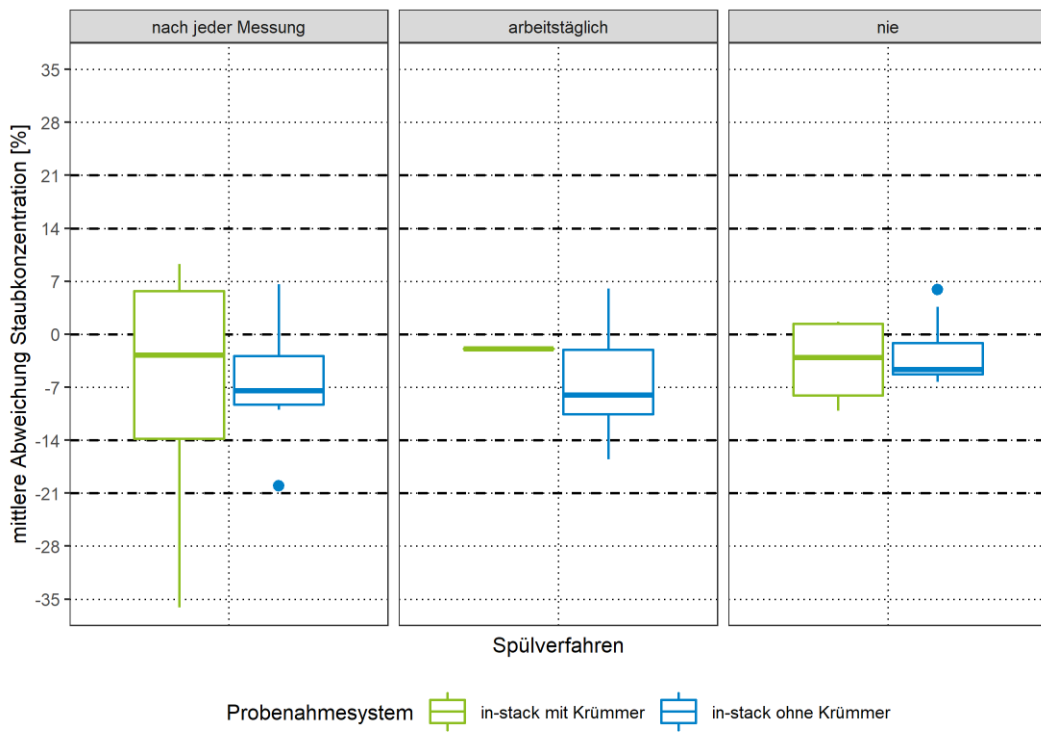 nach jeder Messung
arbeitstäglich
nie
mittlere Abweichung Staubkonzentration [%]
35
28
21
14
7
0
-7
-14
-21
-28
-35
Spülverfahren
Probenahmesystem in-stack mit Krümmer in-stack ohne Krümmer